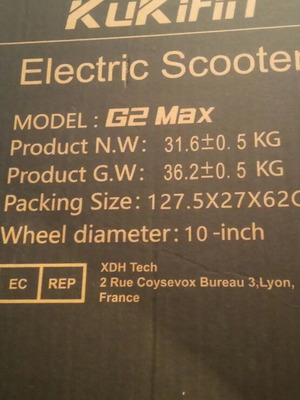 KuKiFin
Electric Scooter
MODEL : G2 Max
Product N.W: 31.6±0.5 KG
Product G.W: 36.2±0.5 KG
Packing Size: 127.5X27X62C
Wheel diameter: 10-inch
EC REP
XDH Tech
2 Rue Coysevox Bureau 3,Lyon,
France